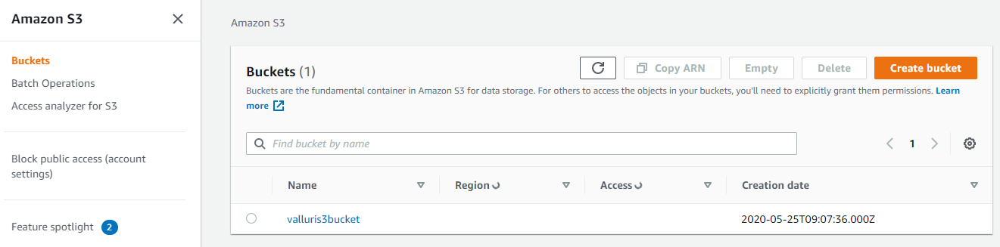 Amazon S3
Buckets
Batch Operations
Access analyzer for S3
Block public access (account
settings)
Feature spotlight 2
Amazon S3
Buckets (1)
Copy ARN
Empty
Delete
Create bucket
Buckets are the fundamental container in Amazon S3 for data storage. For others to access the objects in your buckets, you'll need to explicitly grant them permissions. Learn
more
Find bucket by name
1
Name Region Access Creation date
valluris3bucket 2020-05-25T09:07:36.000Z